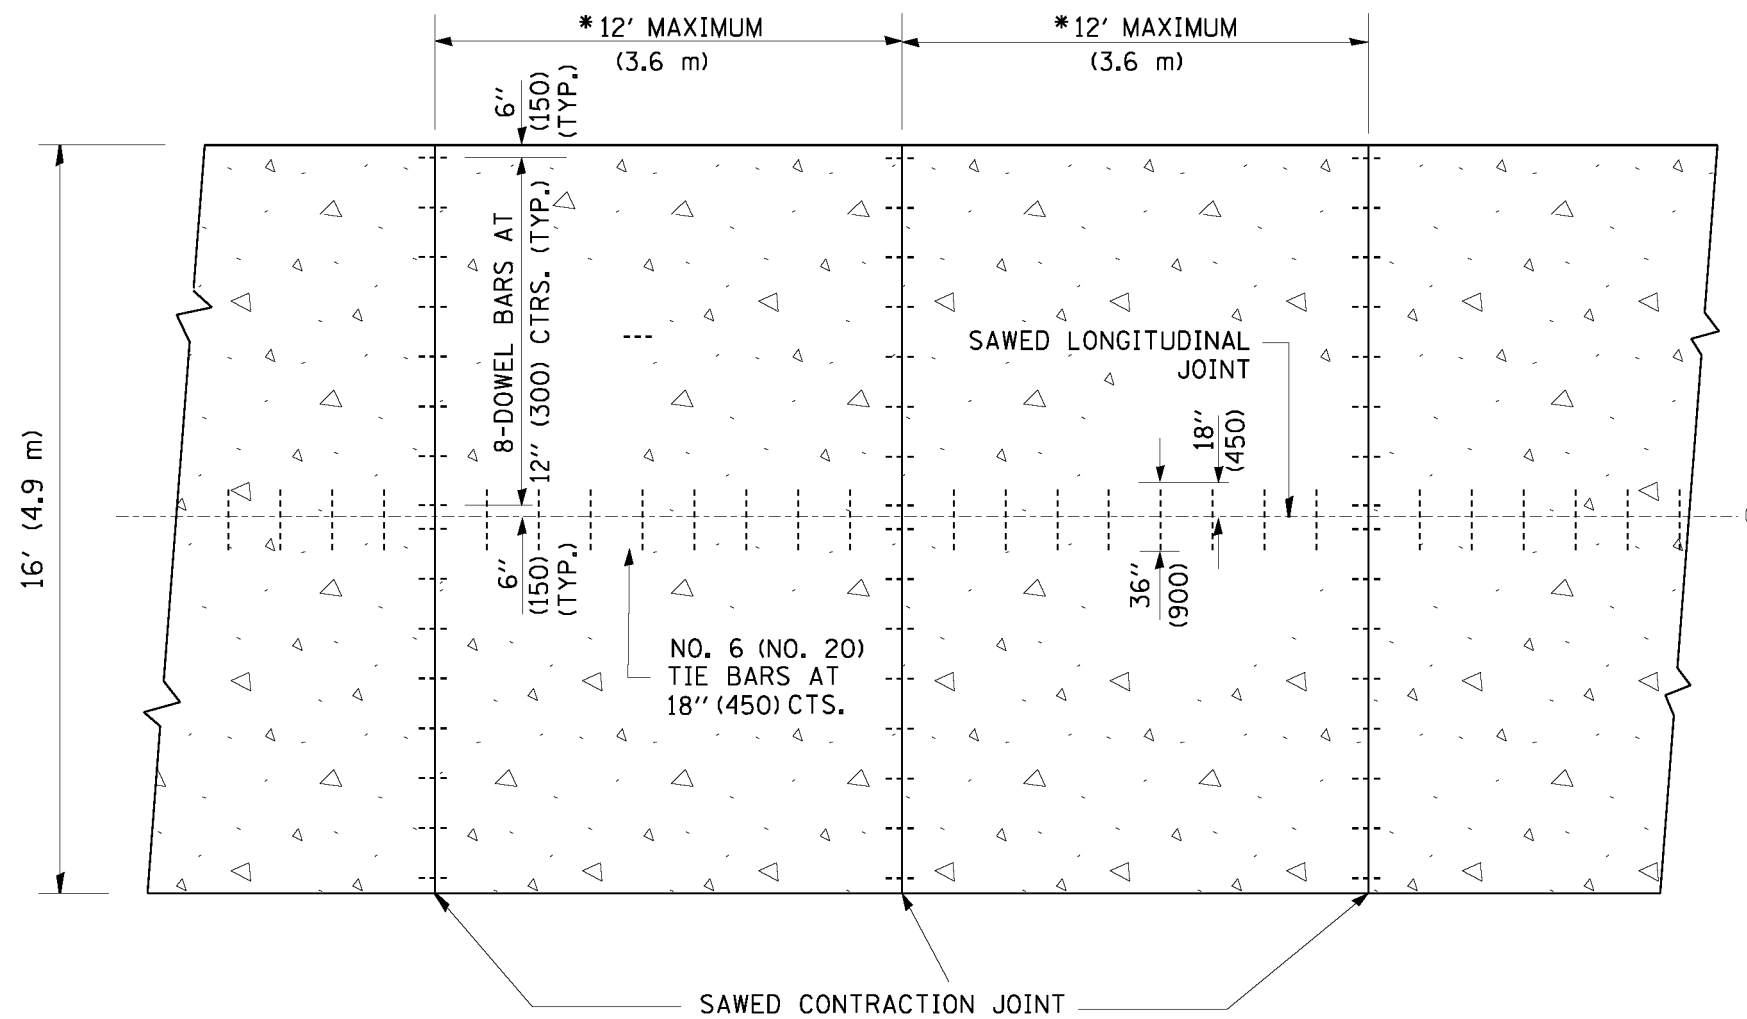 *12' MAXIMUM
(3.6 m)
*12' MAXIMUM
(3.6 m)
6"
(150)
(TYP.)
8-DOWEL BARS AT
12" (300) CTRS. (TYP.)
SAWED LONGITUDINAL
JOINT
18"
(450)
16' (4.9 m)
6"
(150)
(TYP.)
36"
(900)
NO. 6 (NO. 20)
TIE BARS AT
18" (450) CTS.
SAWED CONTRACTION JOINT